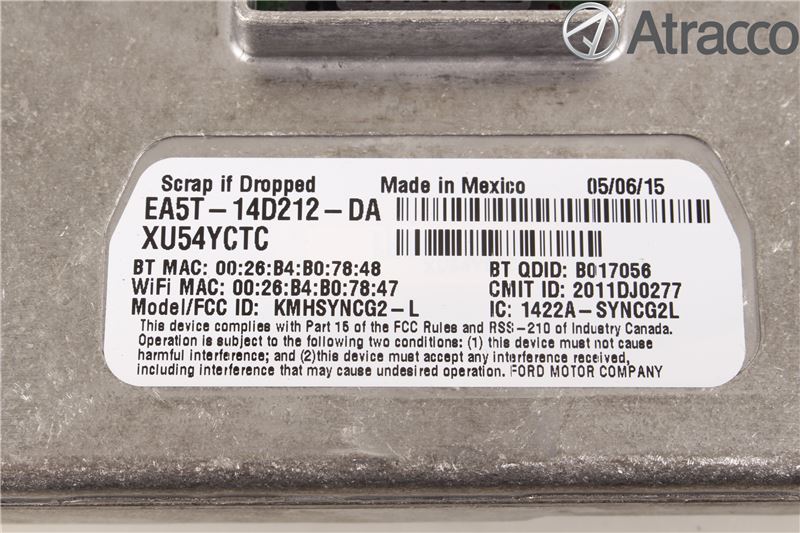 Atracco
Scrap if Dropped Made in Mexico 05/06/15
EA5T-14D212-DA
XU54YCTC
BT MAC: 00:26:B4:B0:78:48 BT QDID: B017056
WiFi MAC: 00:26:B4:B0:78:47 CMIT ID: 2011DJ0277
Model/FCC ID: KMHSYNCG2-L IC: 1422A-SYNCG2L
This device complies with Part 15 of the FCC Rules and RSS-210 of Industry Canada.
Operation is subject to the following two conditions: (1) this device must not cause
harmful interference; and (2)this device must accept any interference received,
including interference that may cause undesired operation. FORD MOTOR COMPANY